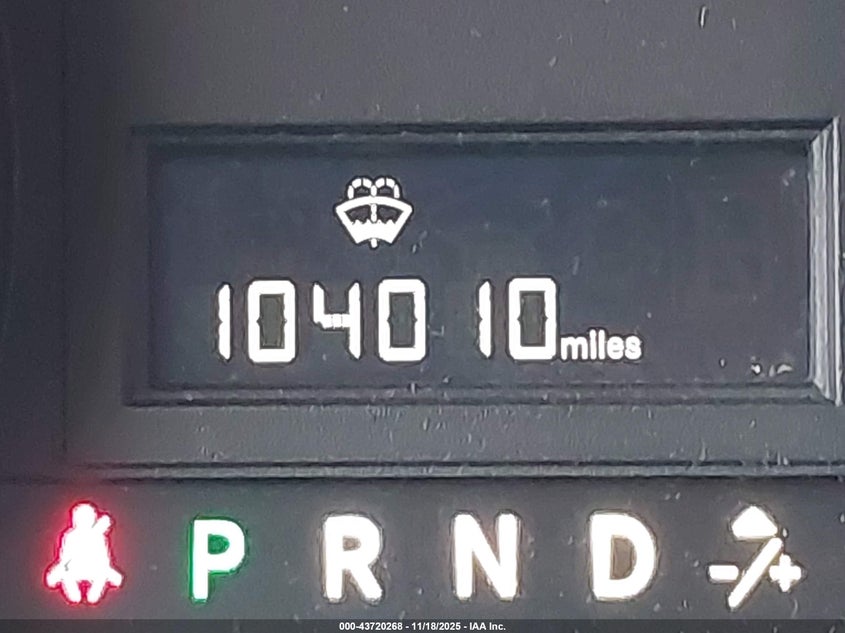 104010 miles
P R N D -/+
000-43720268 - 11/18/2025 - IAA Inc.